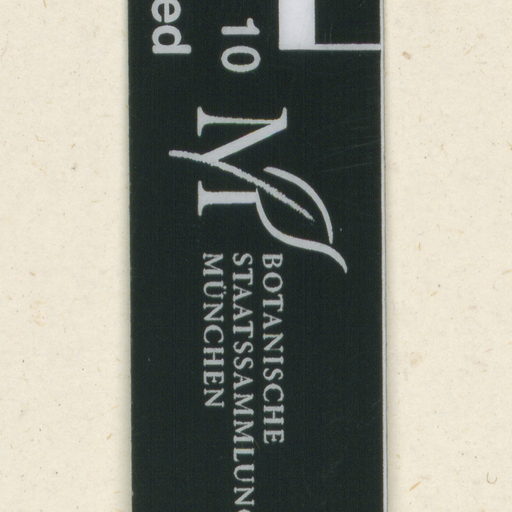 ed
10
M
BOTANISCHE
STAATSSAMMLUNG
MÜNCHEN